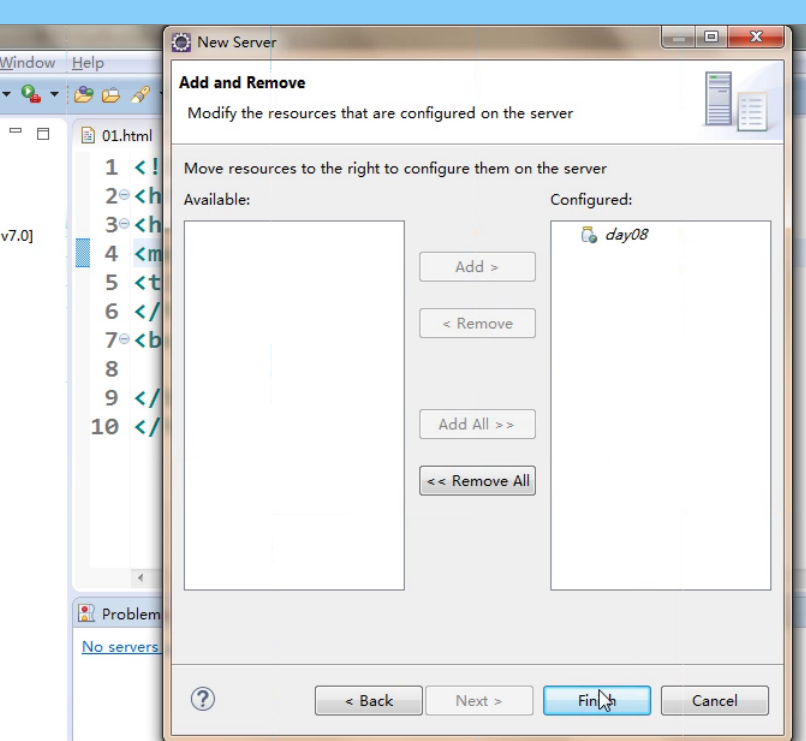 New Server
Window Help
Add and Remove
Modify the resources that are configured on the server
01.html
Move resources to the right to configure them on the server
Available:
Configured:
v7.0]
day08
1 <!
2 <h
3 <h
4 <m
5 <t
6 </
7 <b
8
9 </
10 </
Add >
< Remove
Add All >>
<< Remove All
Problem
No servers
?
< Back
Next >
Finish
Cancel